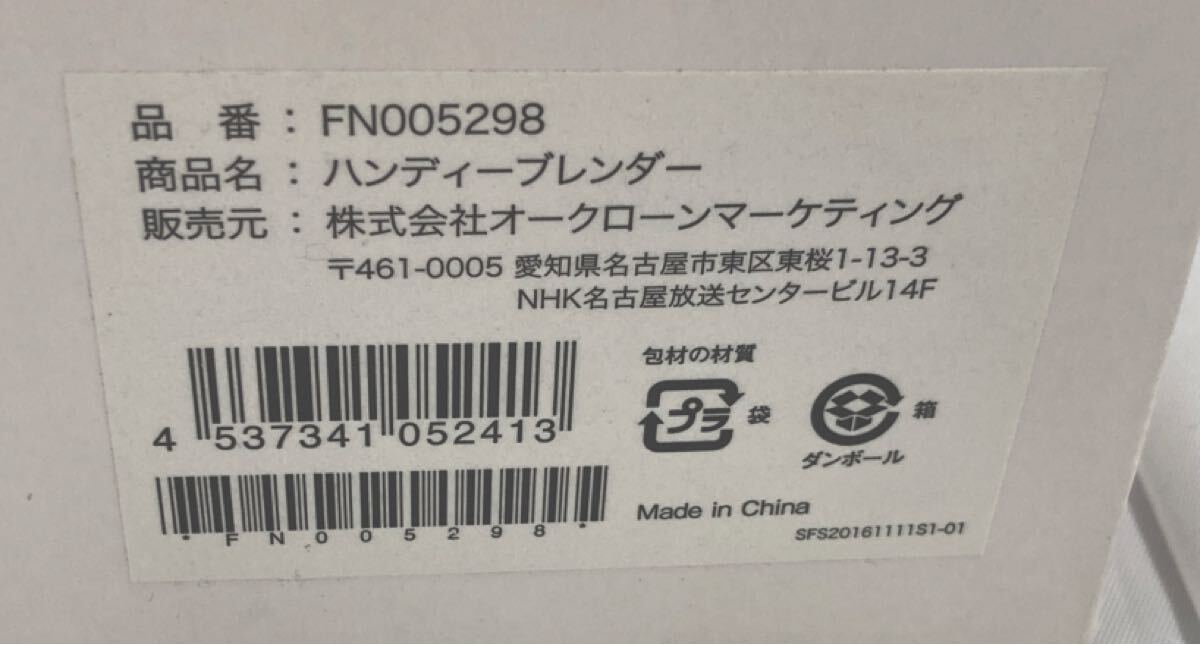 品　番：FN005298
商品名：ハンディーブレンダー
販売元：株式会社オークローンマーケティング
〒461-0005 愛知県名古屋市東区東桜1-13-3
NHK名古屋放送センタービル14F
4 537341 052413
*FN005298*
包材の材質
プラ 袋
箱
ダンボール
Made in China
SFS20161111S1-01